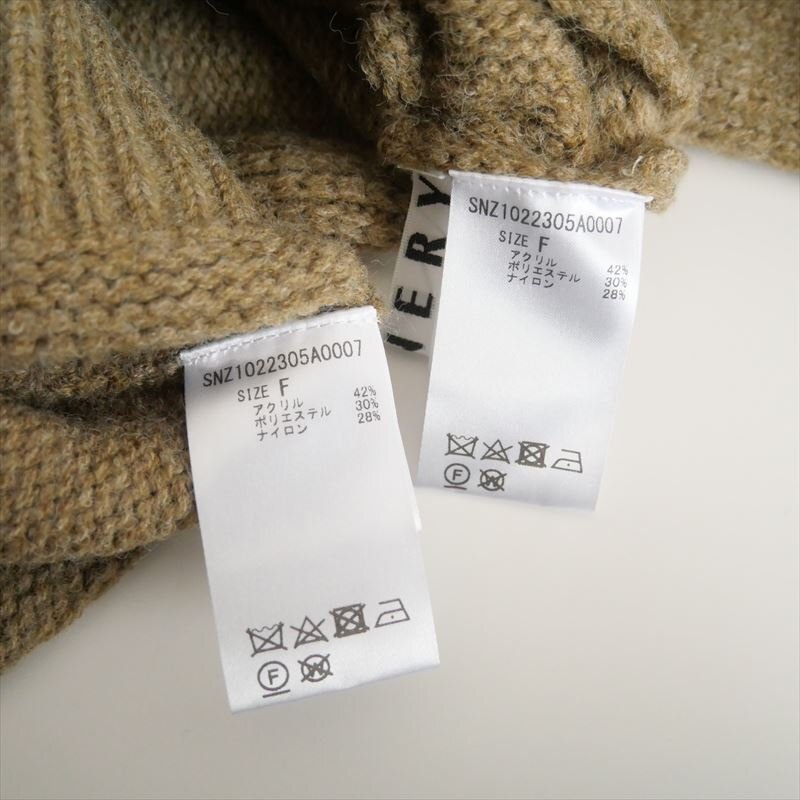 SNZ1022305A0007
SIZE F
アクリル 42%
ポリエステル 30%
ナイロン 28%
F
W
IERY
SNZ1022305A0007
SIZE F
アクリル 42%
ポリエステル 30%
ナイロン 28%
F
W